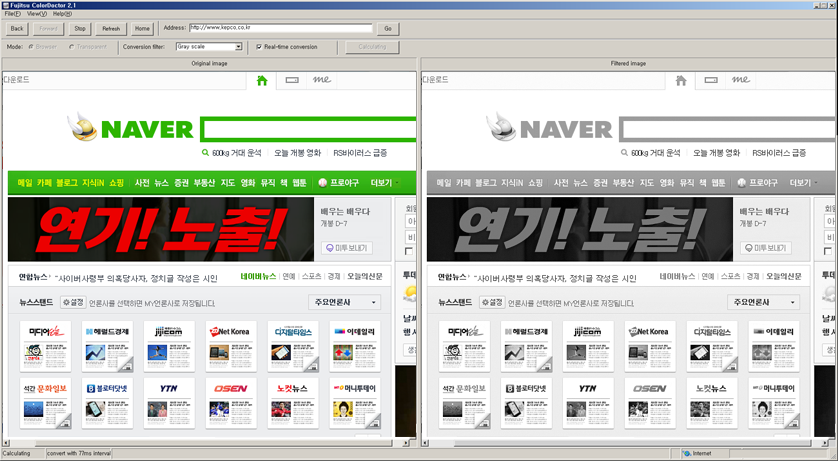 Fujitsu ColorDoctor 2.1
File(F) View(V) Help(H)
Back Forward Stop Refresh Home Address: http://www.kepco.co.kr Go
Mode: Browser Transparent Conversion filter: Gray scale Real-time conversion Calculating
Original image
다운로드
me
NAVER
600kg 거대 운석 오늘 개봉 영화 RS바이러스 급증
메일 카페 블로그 지식iN 쇼핑 사전 뉴스 증권 부동산 지도 영화 뮤직 책 웹툰 프로야구 더보기
연기! 노출!
배우는 배우다
개봉 D-7
미투 보내기
연합뉴스 사이버사령부 의혹당사자, 정치글 작성은 시인
네이버뉴스 연예 스포츠 경제 오늘의신문
뉴스스탠드 설정 언론사를 선택하면 MY언론사로 저장됩니다. 주요언론사
미디어 헤럴드경제 jjcom Net Korea 디지털타임스 이데일리
석간 문화일보 블로터닷넷 YTN OSEN 노컷뉴스 머니투데이
Filtered image
다운로드
me
NAVER
600kg 거대 운석 오늘 개봉 영화 RS바이러스 급증
메일 카페 블로그 지식iN 쇼핑 사전 뉴스 증권 부동산 지도 영화 뮤직 책 웹툰 프로야구 더보기
연기! 노출!
배우는 배우다
개봉 D-7
미투 보내기
연합뉴스 사이버사령부 의혹당사자, 정치글 작성은 시인
네이버뉴스 연예 스포츠 경제 오늘의신문
뉴스스탠드 설정 언론사를 선택하면 MY언론사로 저장됩니다. 주요언론사
미디어 헤럴드경제 jjcom Net Korea 디지털타임스 이데일리
석간 문화일보 블로터닷넷 YTN OSEN 노컷뉴스 머니투데이
Calculating convert with 77ms interval Internet